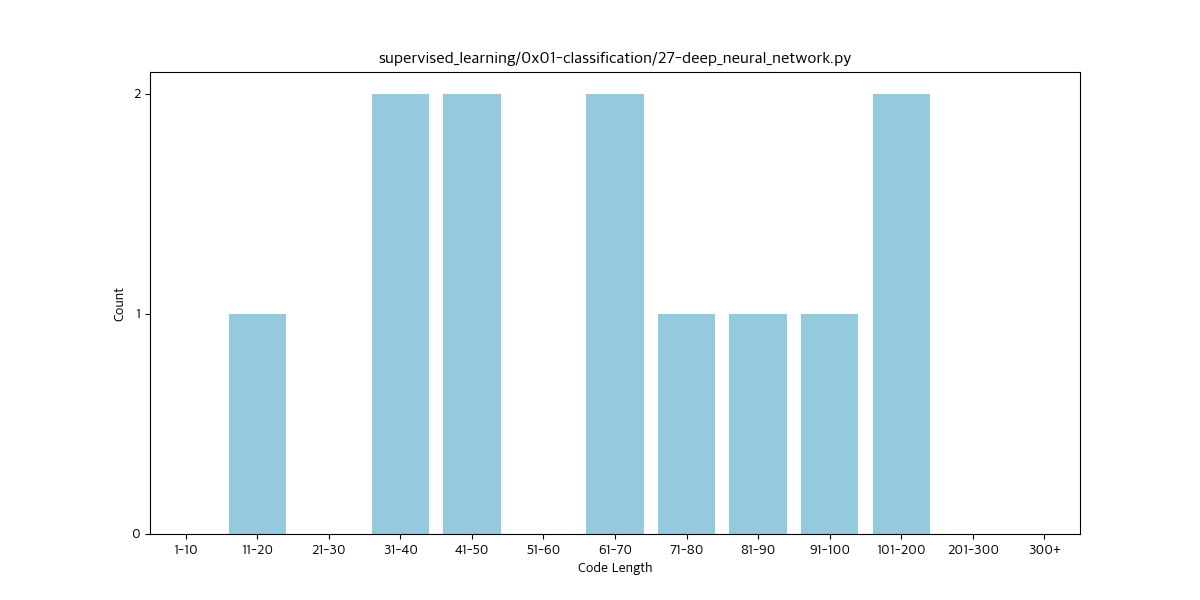 supervised_learning/0x01-classification/27-deep_neural_network.py
2
1
0
Count
1-10 11-20 21-30 31-40 41-50 51-60 61-70 71-80 81-90 91-100 101-200 201-300 300+
Code Length